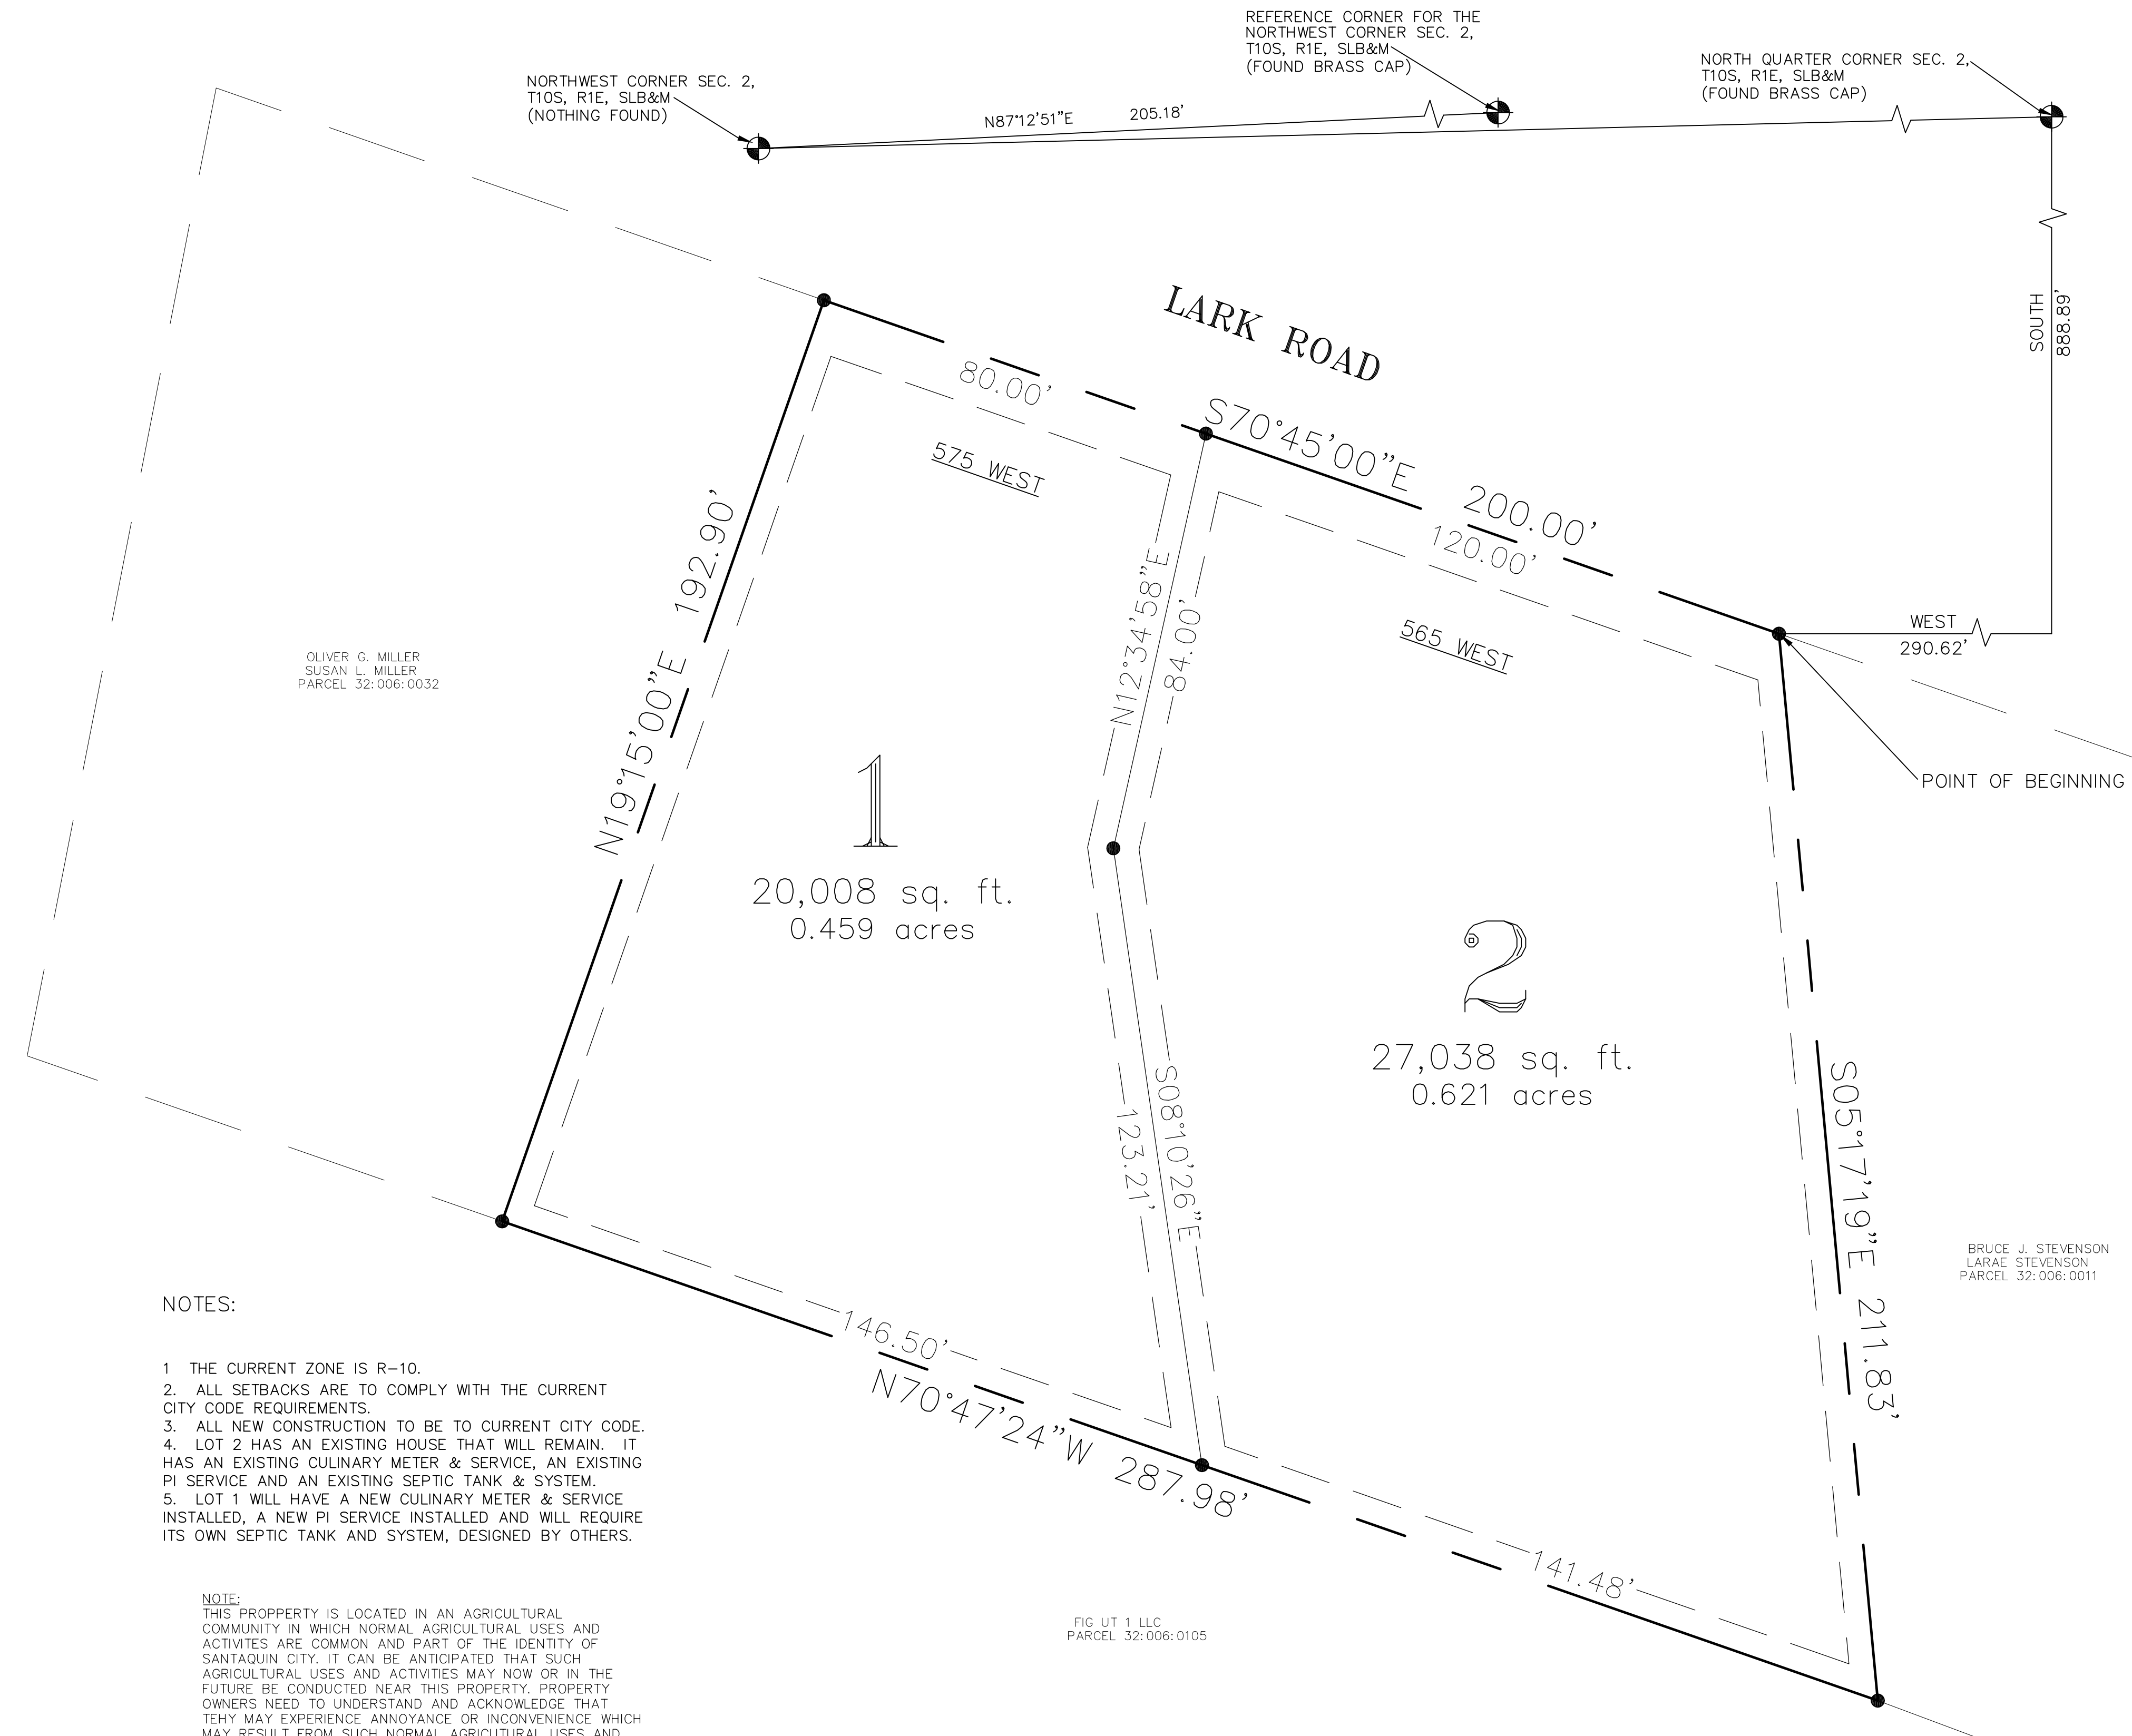 REFERENCE CORNER FOR THE
NORTHWEST CORNER SEC. 2,
T10S, R1E, SLB&M
(FOUND BRASS CAP)
NORTH QUARTER CORNER SEC. 2,
T10S, R1E, SLB&M
(FOUND BRASS CAP)
NORTHWEST CORNER SEC. 2,
T10S, R1E, SLB&M
(NOTHING FOUND)
N87°12'51"E 205.18'
SOUTH
888.89'
LARK ROAD
80.00'
S70°45'00"E 200.00'
120.00'
575 WEST
565 WEST
WEST
290.62'
N19°15'00"E 192.90'
N12°34'58"E
84.00'
OLIVER G. MILLER
SUSAN L. MILLER
PARCEL 32:006:0032
POINT OF BEGINNING
1
20,008 sq. ft.
0.459 acres
2
27,038 sq. ft.
0.621 acres
S08°10'26"E
123.21'
S05°17'19"E 211.83'
BRUCE J. STEVENSON
LARAE STEVENSON
PARCEL 32:006:0011
146.50'
N70°47'24"W 287.98'
141.48'
FIG UT 1 LLC
PARCEL 32:006:0105
NOTES:
1 THE CURRENT ZONE IS R-10.
2. ALL SETBACKS ARE TO COMPLY WITH THE CURRENT
CITY CODE REQUIREMENTS.
3. ALL NEW CONSTRUCTION TO BE TO CURRENT CITY CODE.
4. LOT 2 HAS AN EXISTING HOUSE THAT WILL REMAIN. IT
HAS AN EXISTING CULINARY METER & SERVICE, AN EXISTING
PI SERVICE AND AN EXISTING SEPTIC TANK & SYSTEM.
5. LOT 1 WILL HAVE A NEW CULINARY METER & SERVICE
INSTALLED, A NEW PI SERVICE INSTALLED AND WILL REQUIRE
ITS OWN SEPTIC TANK AND SYSTEM, DESIGNED BY OTHERS.
NOTE:
THIS PROPPERTY IS LOCATED IN AN AGRICULTURAL
COMMUNITY IN WHICH NORMAL AGRICULTURAL USES AND
ACTIVITES ARE COMMON AND PART OF THE IDENTITY OF
SANTAQUIN CITY. IT CAN BE ANTICIPATED THAT SUCH
AGRICULTURAL USES AND ACTIVITIES MAY NOW OR IN THE
FUTURE BE CONDUCTED NEAR THIS PROPERTY. PROPERTY
OWNERS NEED TO UNDERSTAND AND ACKNOWLEDGE THAT
TEHY MAY EXPERIENCE ANNOYANCE OR INCONVENIENCE WHICH
MAY RESULT FROM SUCH NORMAL AGRICUTURAL USES AND